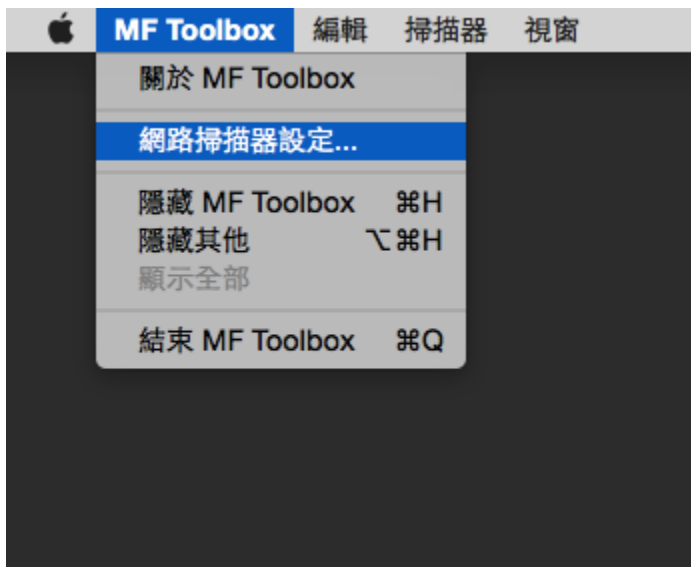 MF Toolbox 編輯 掃描器 視窗
關於 MF Toolbox
網路掃描器設定...
隱藏 MF Toolbox ⌘H
隱藏其他 ⌥⌘H
顯示全部
結束 MF Toolbox ⌘Q